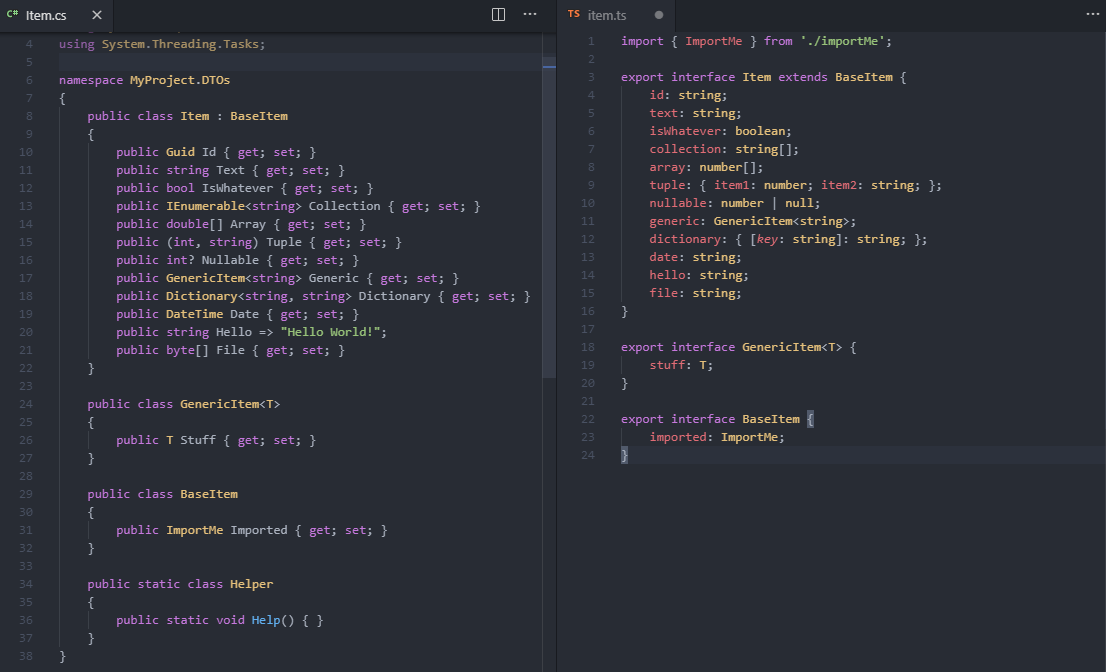 C# Item.cs ×
4 using System.Threading.Tasks;
5
6 namespace MyProject.DTOs
7 {
8     public class Item : BaseItem
9     {
10         public Guid Id { get; set; }
11         public string Text { get; set; }
12         public bool IsWhatever { get; set; }
13         public IEnumerable<string> Collection { get; set; }
14         public double[] Array { get; set; }
15         public (int, string) Tuple { get; set; }
16         public int? Nullable { get; set; }
17         public GenericItem<string> Generic { get; set; }
18         public Dictionary<string, string> Dictionary { get; set; }
19         public DateTime Date { get; set; }
20         public string Hello => "Hello World!";
21         public byte[] File { get; set; }
22     }
23
24     public class GenericItem<T>
25     {
26         public T Stuff { get; set; }
27     }
28
29     public class BaseItem
30     {
31         public ImportMe Imported { get; set; }
32     }
33
34     public static class Helper
35     {
36         public static void Help() { }
37     }
38 }
TS item.ts
1 import { ImportMe } from './importMe';
2
3 export interface Item extends BaseItem {
4     id: string;
5     text: string;
6     isWhatever: boolean;
7     collection: string[];
8     array: number[];
9     tuple: { item1: number; item2: string; };
10     nullable: number | null;
11     generic: GenericItem<string>;
12     dictionary: { [key: string]: string; };
13     date: string;
14     hello: string;
15     file: string;
16 }
17
18 export interface GenericItem<T> {
19     stuff: T;
20 }
21
22 export interface BaseItem {
23     imported: ImportMe;
24 }